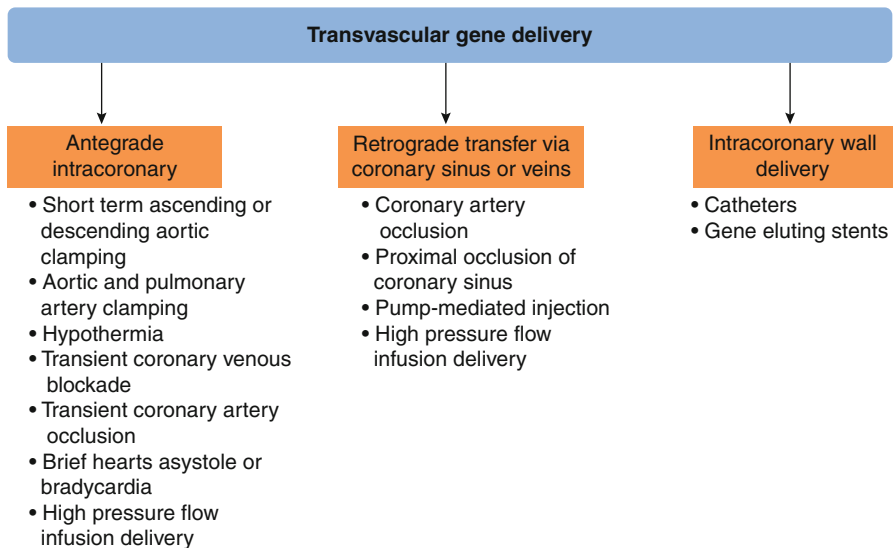 Transvascular gene delivery
Antegrade
intracoronary
• Short term ascending or
descending aortic
clamping
• Aortic and pulmonary
artery clamping
• Hypothermia
• Transient coronary venous
blockade
• Transient coronary artery
occlusion
• Brief hearts asystole or
bradycardia
• High pressure flow
infusion delivery
Retrograde transfer via
coronary sinus or veins
• Coronary artery
occlusion
• Proximal occlusion of
coronary sinus
• Pump-mediated injection
• High pressure flow
infusion delivery
Intracoronary wall
delivery
• Catheters
• Gene eluting stents